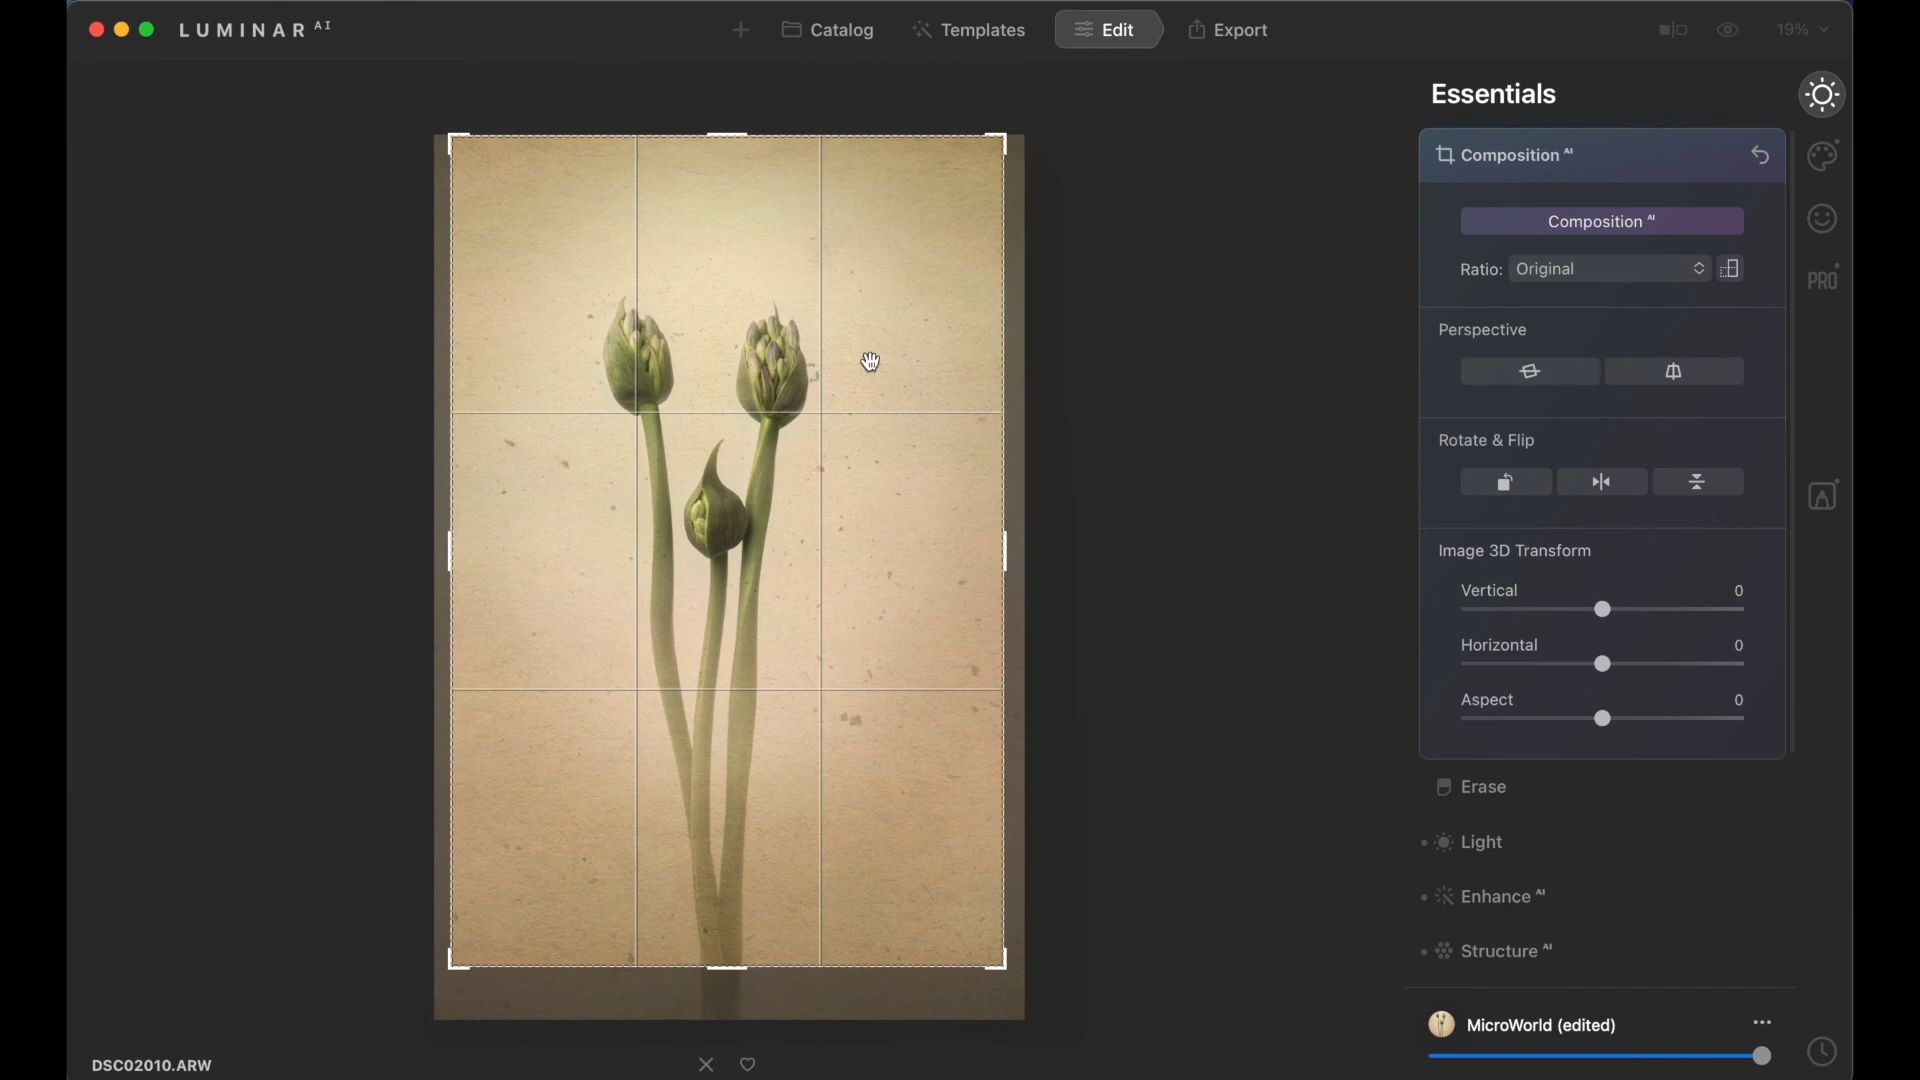 LUMINAR AI
Catalog
Templates
Edit
Export
19%
Essentials
Composition AI
Composition AI
Ratio: Original
Perspective
PRO
Rotate & Flip
Image 3D Transform
Vertical 0
Horizontal 0
Aspect 0
Erase
Light
Enhance AI
Structure AI
MicroWorld (edited)
DSC02010.ARW